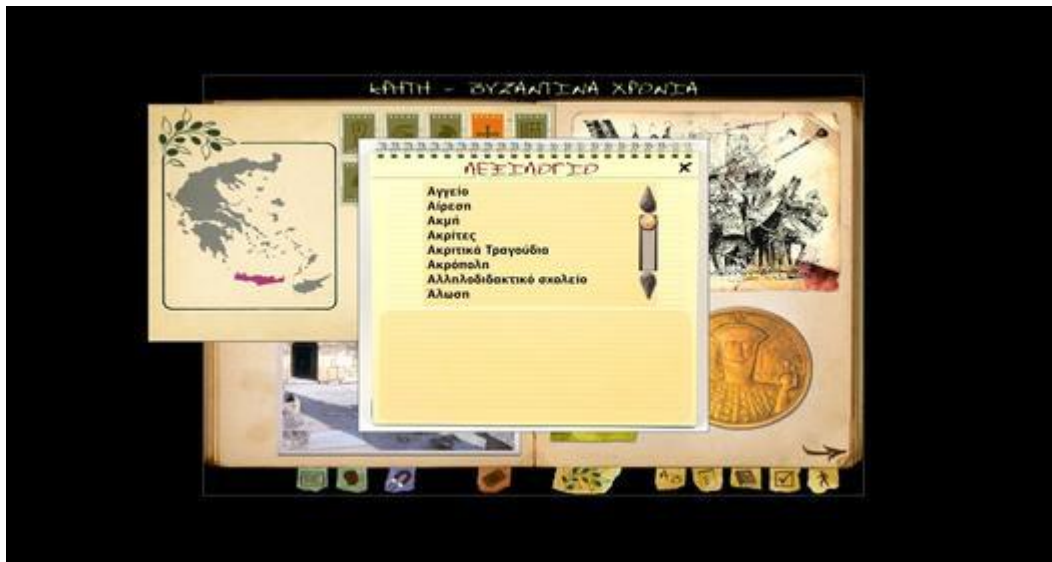 ΚΡΗΤΗ - ΒΥΖΑΝΤΙΝΑ ΧΡΟΝΙΑ
ΛΕΞΙΛΟΓΙΟ
Αγγείο
Αίρεση
Ακμή
Ακρίτες
Ακριτικά Τραγούδια
Ακρόπολη
Αλληλοδιδακτικό σχολείο
Άλωση